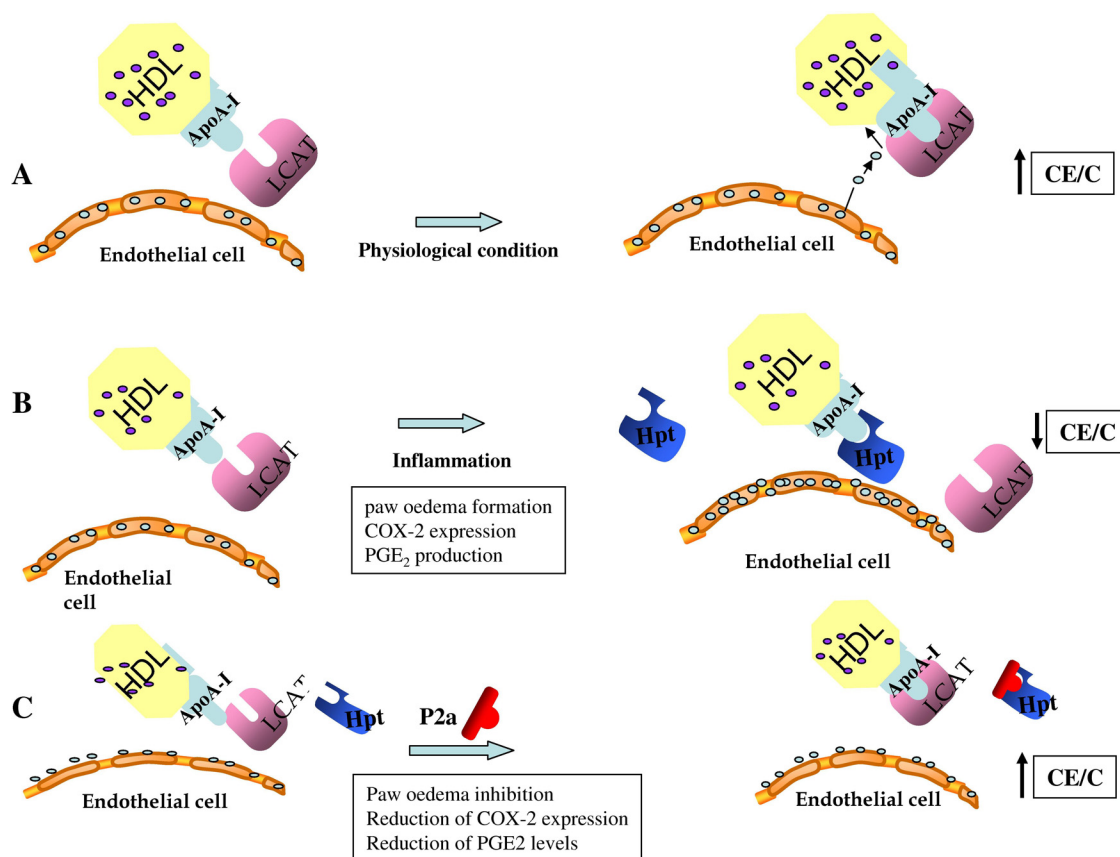 HDL
ApoA-I
LCAT
HDL
ApoA-I
LCAT
A
CE/C
Endothelial cell
Physiological condition
Endothelial cell
HDL
ApoA-I
LCAT
B
Inflammation
Hpt
HDL
ApoA-I
Hpt
LCAT
CE/C
paw oedema formation
COX-2 expression
PGE₂ production
Endothelial
cell
Endothelial cell
HDL
ApoA-I
LCAT
Hpt
C
P2a
HDL
ApoA-I
LCAT
Hpt
Endothelial cell
Paw oedema inhibition
Reduction of COX-2 expression
Reduction of PGE2 levels
Endothelial cell
CE/C